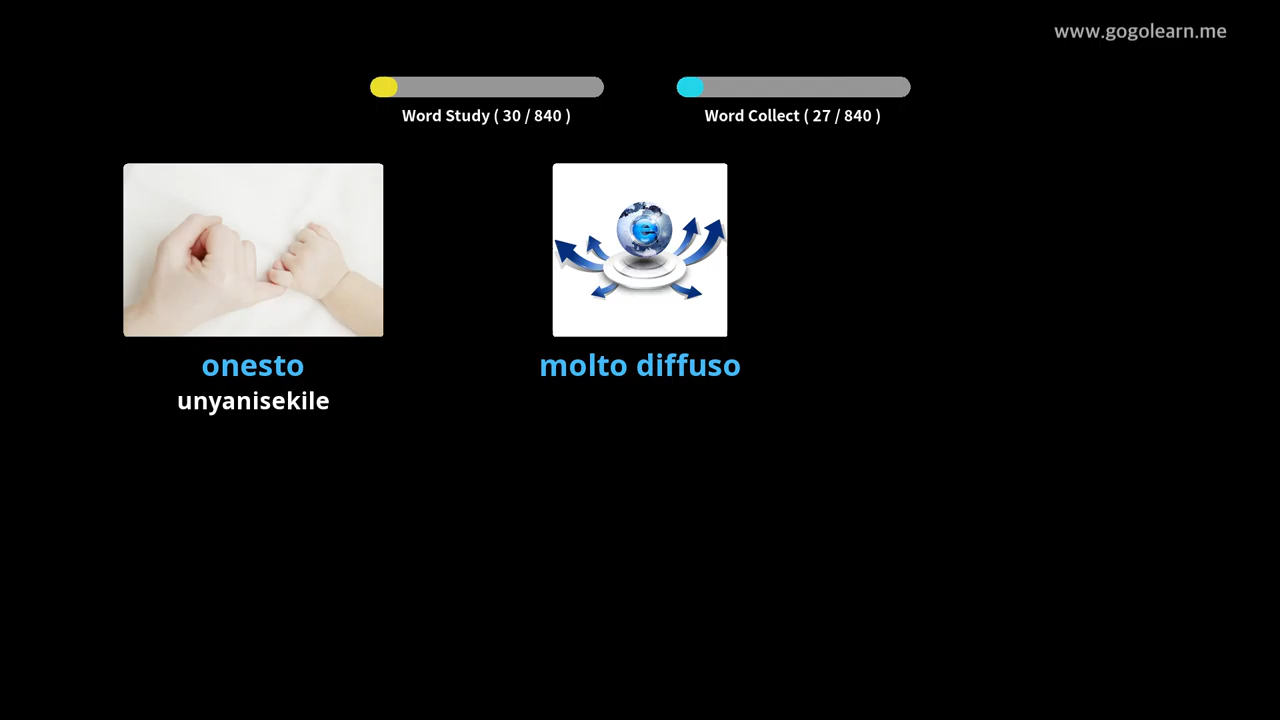 www.gogolearn.me
Word Study ( 30 / 840 )
Word Collect ( 27 / 840 )
e
onesto
molto diffuso
unyanisekile